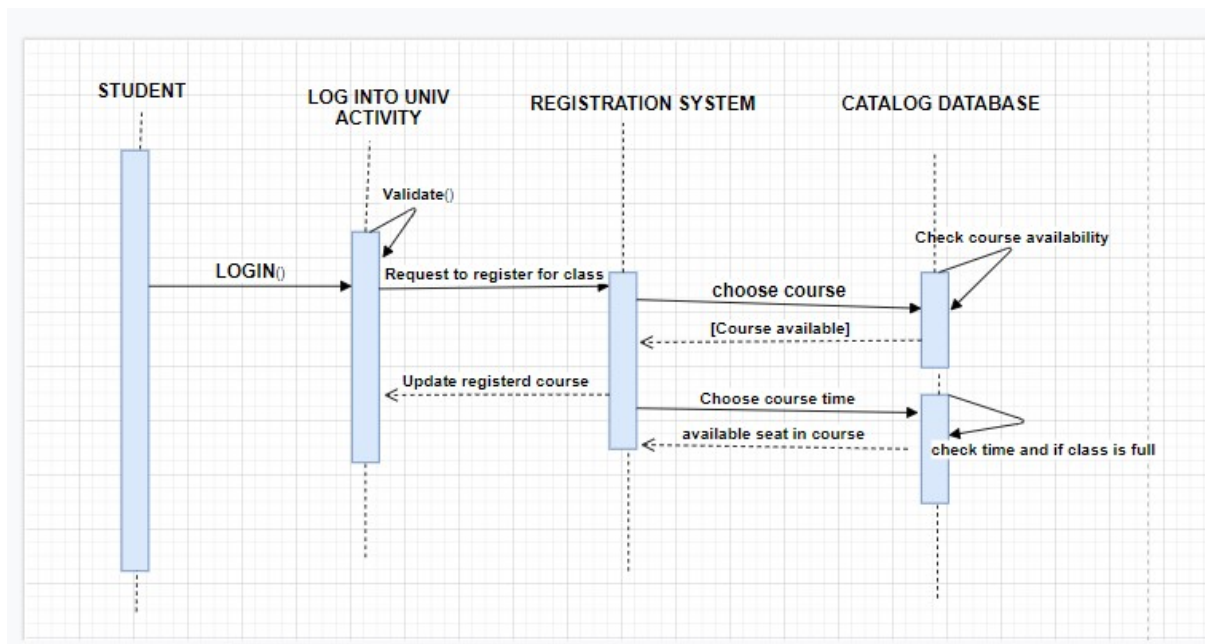 STUDENT
LOG INTO UNIV
ACTIVITY
REGISTRATION SYSTEM
CATALOG DATABASE
Validate()
Check course availability
LOGIN()
Request to register for class
choose course
[Course available]
Update registerd course
Choose course time
available seat in course
check time and if class is full